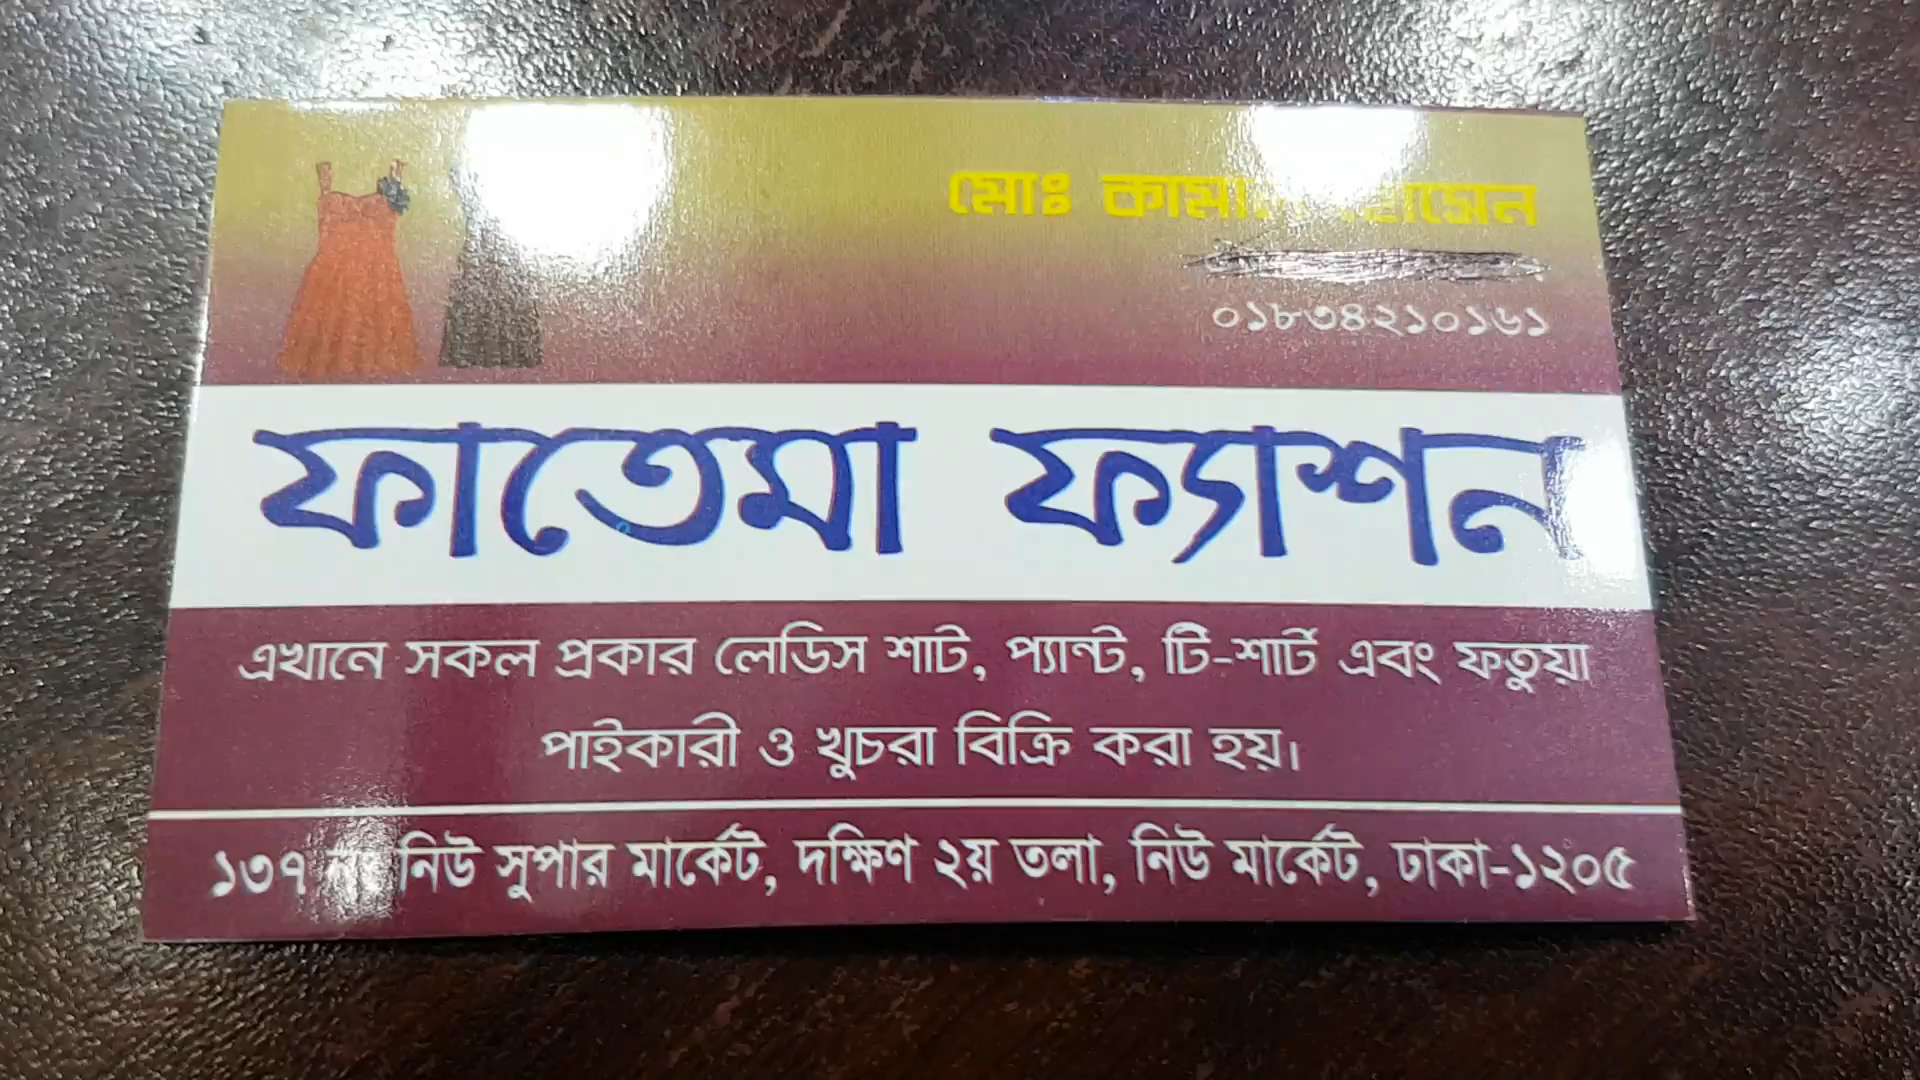 মোঃ কামাল হোসেন
০১৮৩৪২১০১৬১
ফাতেমা ফ্যাশন
এখানে সকল প্রকার লেডিস শার্ট, প্যান্ট, টি-শার্ট এবং ফতুয়া
পাইকারী ও খুচরা বিক্রি করা হয়।
১৩৭ নং নিউ সুপার মার্কেট, দক্ষিণ ২য় তলা, নিউ মার্কেট, ঢাকা-১২০৫